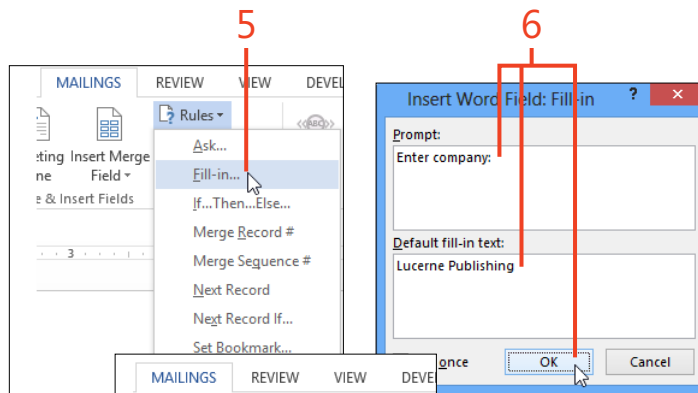 5
6
MAILINGS REVIEW VIEW DEVEL
Rules
Insert Word Field: Fill-in ? ×
Ask...
Prompt:
eting Insert Merge
ne Field
Enter company:
Fill-in...
e & Insert Fields
If...Then...Else...
Merge Record #
Default fill-in text:
3
Merge Sequence #
Lucerne Publishing
Next Record
Next Record If...
Set Bookmark...
once OK Cancel
MAILINGS REVIEW VIEW DEVE